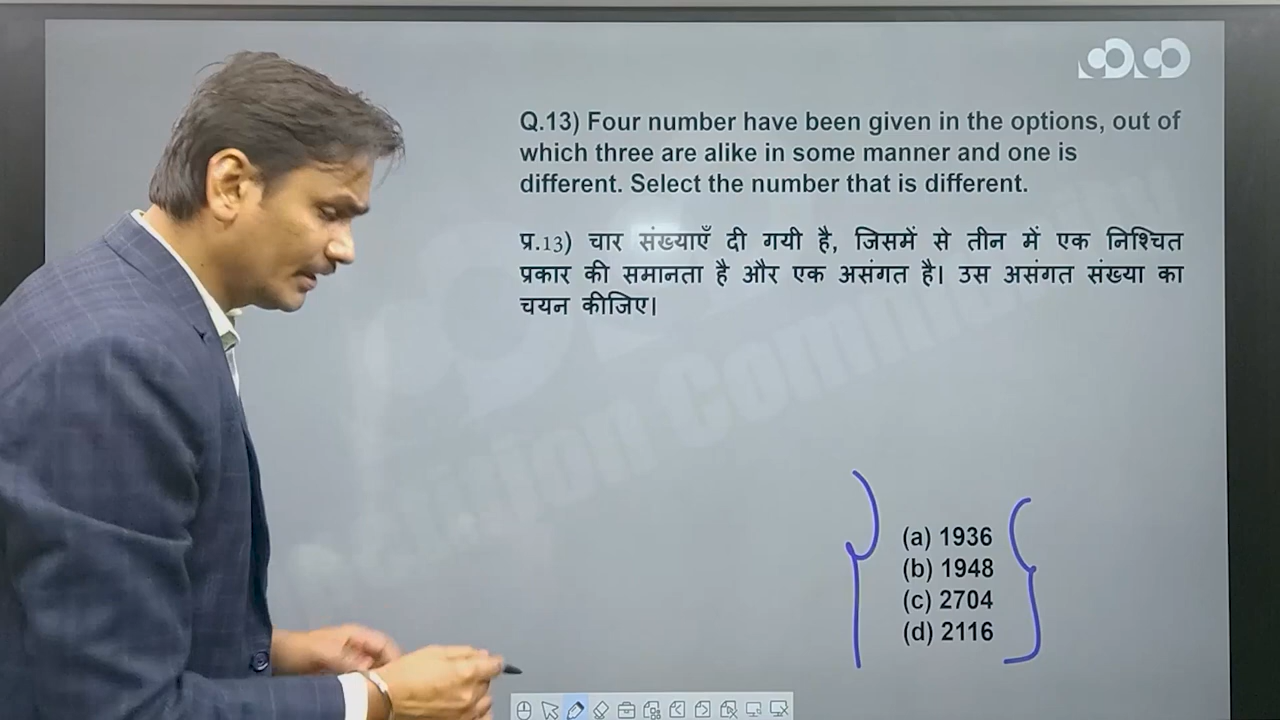 Q.13) Four number have been given in the options, out of
which three are alike in some manner and one is
different. Select the number that is different.
प्र.13) चार संख्याएँ दी गयी है, जिसमें से तीन में एक निश्चित
प्रकार की समानता है और एक असंगत है। उस असंगत संख्या का
चयन कीजिए।
(a) 1936
(b) 1948
(c) 2704
(d) 2116